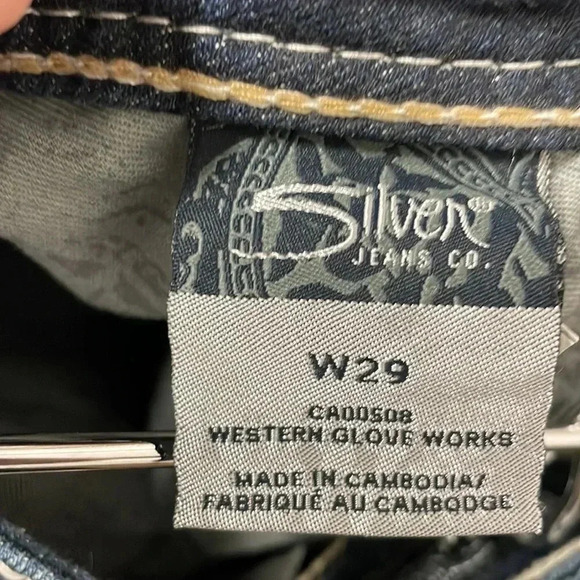 Silver®
JEANS CO.
W29
CA00508
WESTERN GLOVE WORKS
MADE IN CAMBODIA/
FABRIQUÉ AU CAMBODGE